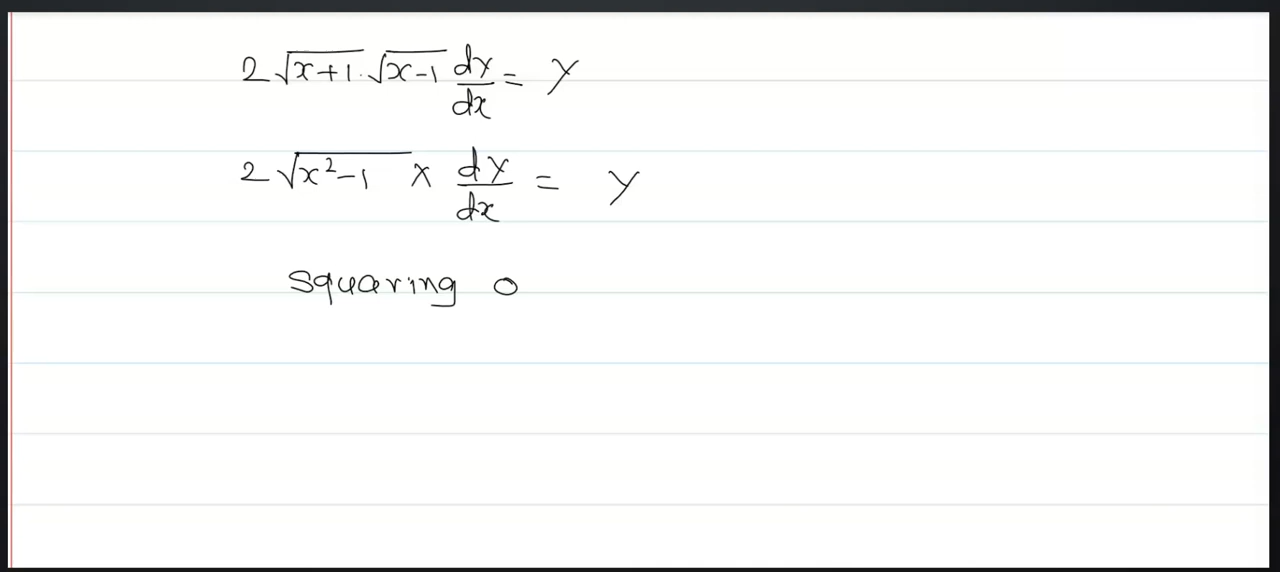 2 √(x+1) . √(x-1) dy/dx = y
2 √(x²-1) × dy/dx = y
Squaring o